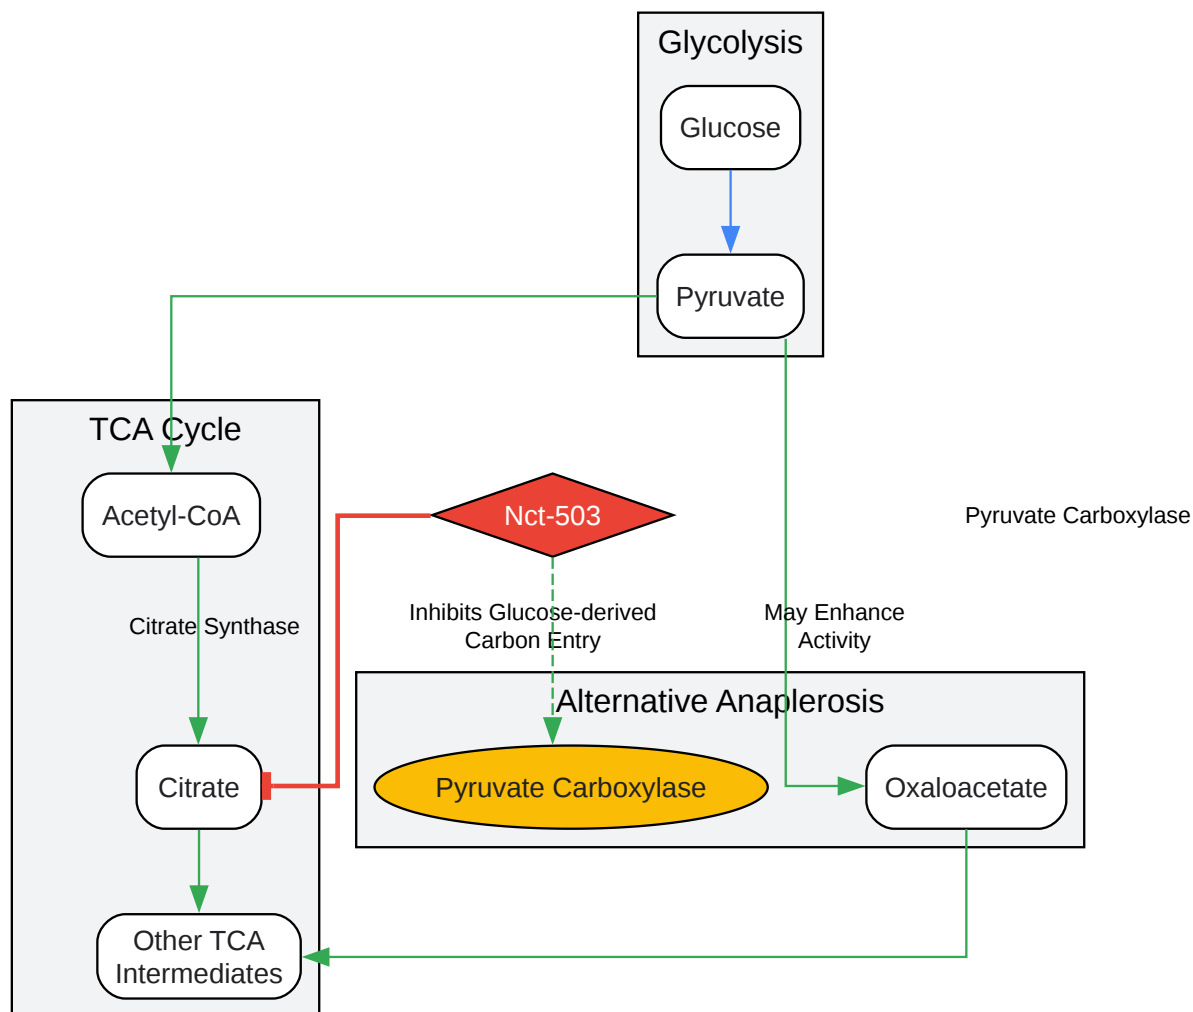 Glycolysis
Glucose
Pyruvate
TCA Cycle
Acetyl-CoA
Nct-503
Pyruvate Carboxylase
Citrate Synthase
Inhibits Glucose-derived
Carbon Entry
May Enhance
Activity
Alternative Anaplerosis
Citrate
Pyruvate Carboxylase
Oxaloacetate
Other TCA
Intermediates